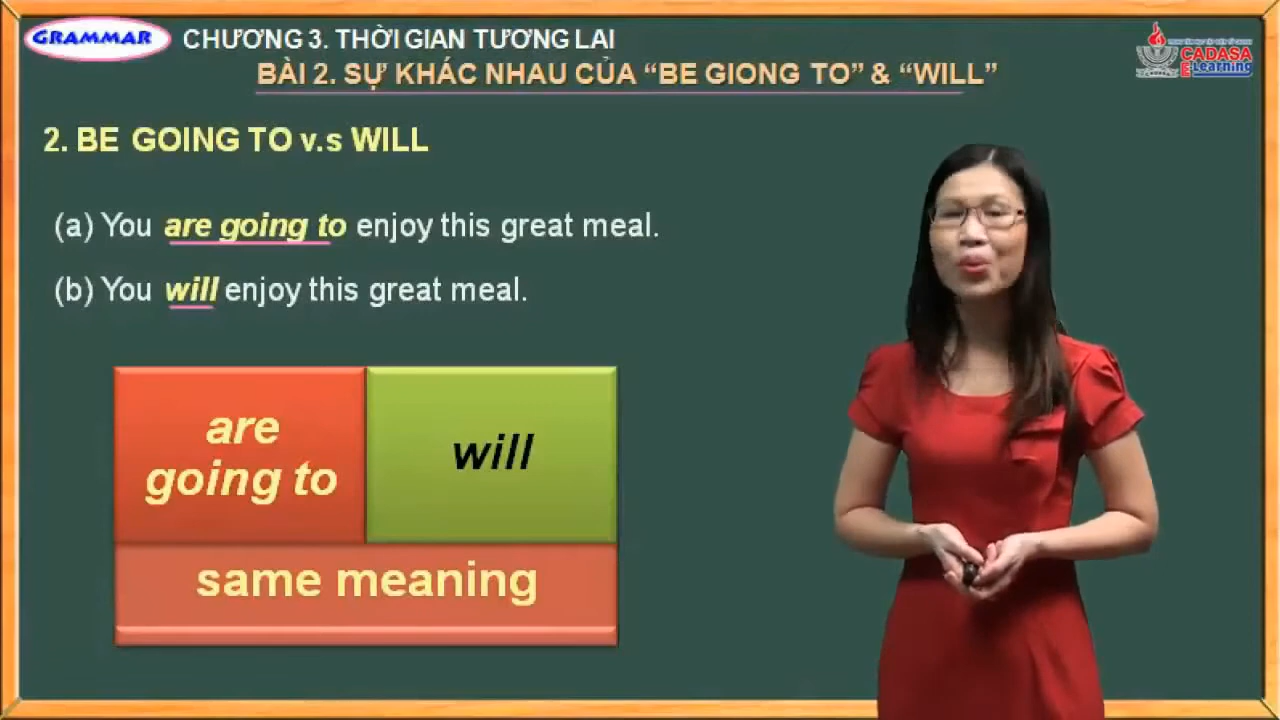 GRAMMAR
CHƯƠNG 3. THỜI GIAN TƯƠNG LAI
BÀI 2. SỰ KHÁC NHAU CỦA “BE GIONG TO” & “WILL”
CADASA
E Learning
2. BE GOING TO v.s WILL
(a) You are going to enjoy this great meal.
(b) You will enjoy this great meal.
are
going to
will
same meaning